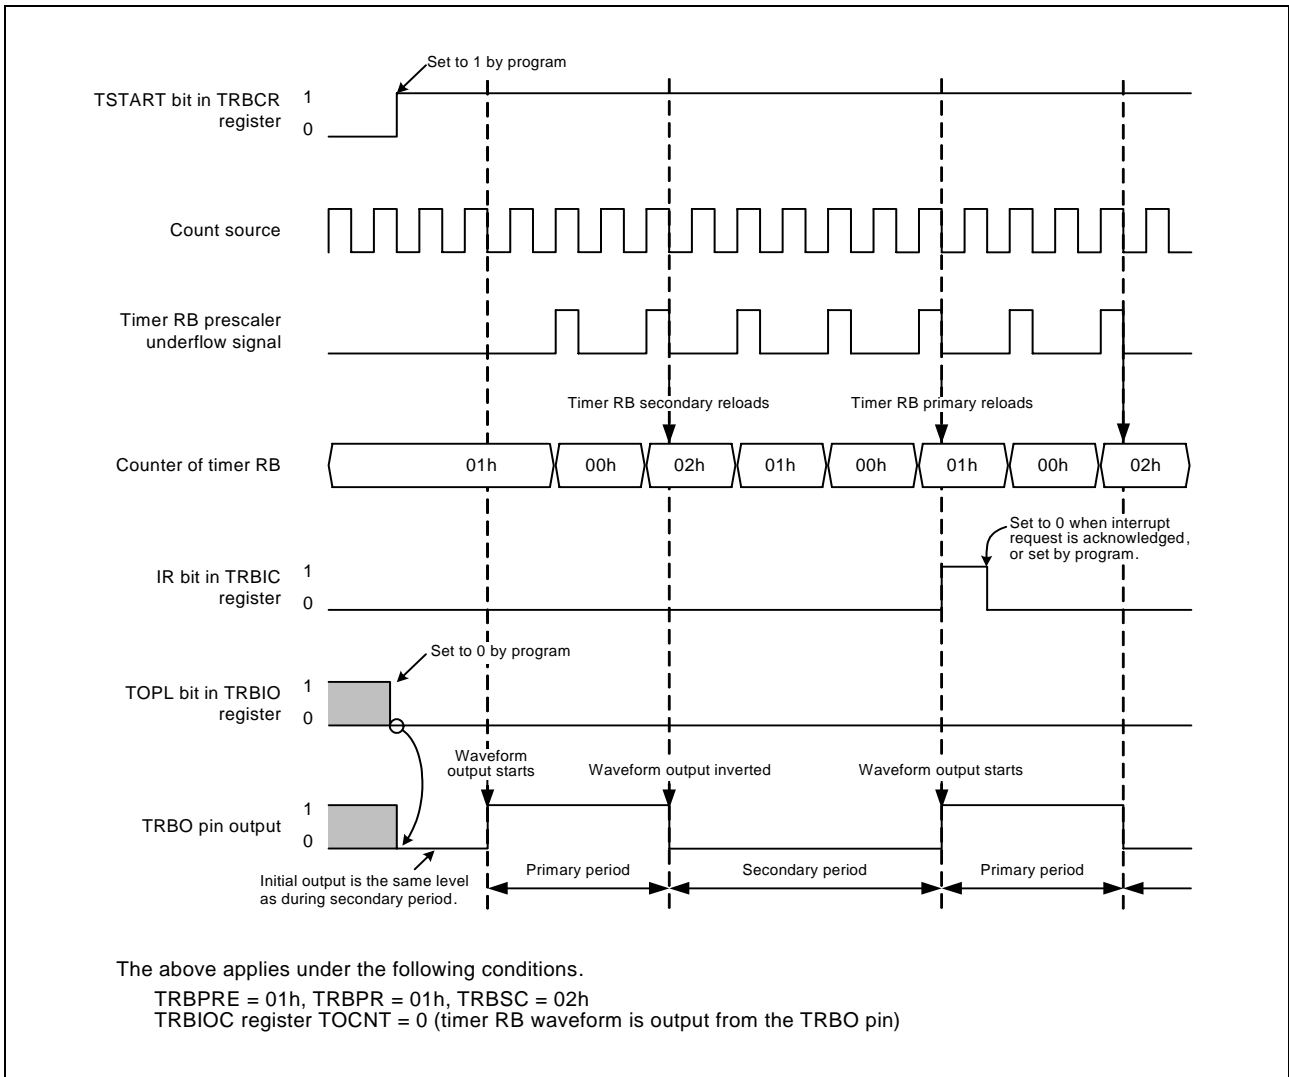 Set to 1 by program
TSTART bit in TRBCR
register
1
0
Count source
Timer RB prescaler
underflow signal
Timer RB secondary reloads
Timer RB primary reloads
Counter of timer RB
01h
00h
02h
01h
00h
01h
00h
02h
Set to 0 when interrupt
request is acknowledged,
or set by program.
IR bit in TRBIC
register
1
0
Set to 0 by program
TOPL bit in TRBIO
register
1
0
Waveform
output starts
Waveform output inverted
Waveform output starts
TRBO pin output
1
0
Initial output is the same level
as during secondary period.
Primary period
Secondary period
Primary period
The above applies under the following conditions.
TRBPRE = 01h, TRBPR = 01h, TRBSC = 02h
TRBIOC register TOCNT = 0 (timer RB waveform is output from the TRBO pin)